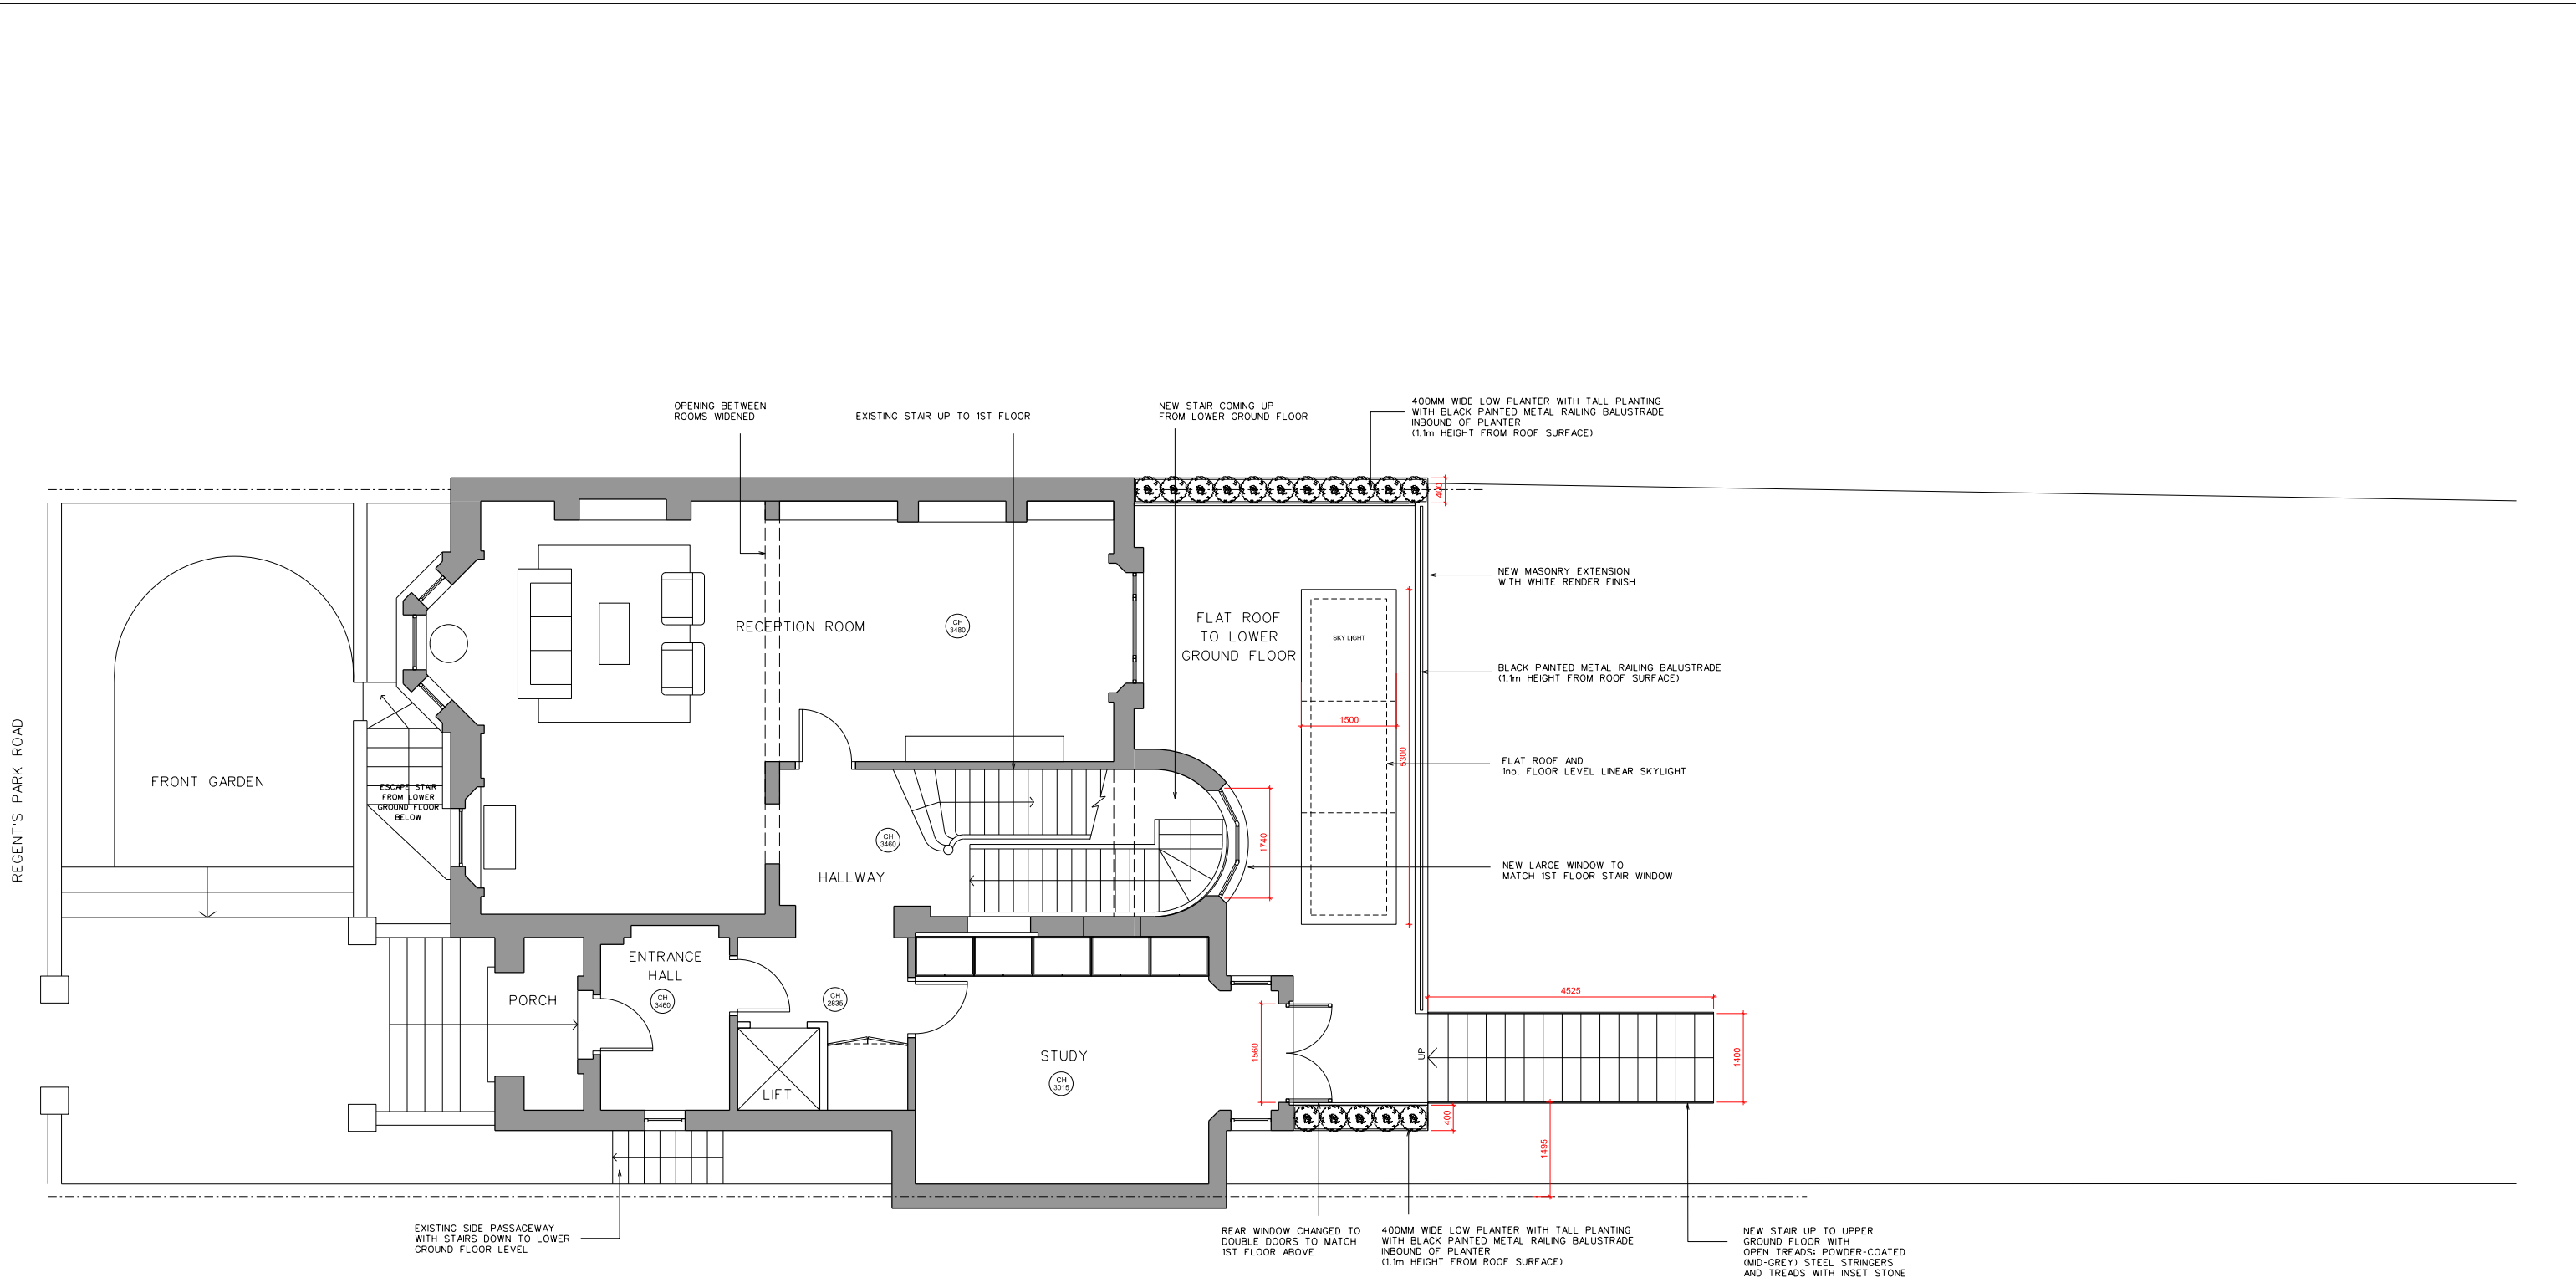 OPENING BETWEEN
ROOMS WIDENED
EXISTING STAIR UP TO 1ST FLOOR
NEW STAIR COMING UP
FROM LOWER GROUND FLOOR
400MM WIDE LOW PLANTER WITH TALL PLANTING
WITH BLACK PAINTED METAL RAILING BALUSTRADE
INBOUND OF PLANTER
(1.1m HEIGHT FROM ROOF SURFACE)
400
NEW MASONRY EXTENSION
WITH WHITE RENDER FINISH
FLAT ROOF
TO LOWER
GROUND FLOOR
SKY LIGHT
RECEPTION ROOM
CH
3480
BLACK PAINTED METAL RAILING BALUSTRADE
(1.1m HEIGHT FROM ROOF SURFACE)
1500
5300
FLAT ROOF AND
1no. FLOOR LEVEL LINEAR SKYLIGHT
REGENT'S PARK ROAD
FRONT GARDEN
ESCAPE STAIR
FROM LOWER
GROUND FLOOR
BELOW
CH
3460
1740
HALLWAY
NEW LARGE WINDOW TO
MATCH 1ST FLOOR STAIR WINDOW
ENTRANCE
HALL
CH
3460
PORCH
CH
2835
4525
STUDY
CH
3015
LIFT
1560
UP
1400
400
1495
EXISTING SIDE PASSAGEWAY
WITH STAIRS DOWN TO LOWER
GROUND FLOOR LEVEL
REAR WINDOW CHANGED TO
DOUBLE DOORS TO MATCH
1ST FLOOR ABOVE
400MM WIDE LOW PLANTER WITH TALL PLANTING
WITH BLACK PAINTED METAL RAILING BALUSTRADE
INBOUND OF PLANTER
(1.1m HEIGHT FROM ROOF SURFACE)
NEW STAIR UP TO UPPER
GROUND FLOOR WITH
OPEN TREADS; POWDER-COATED
(MID-GREY) STEEL STRINGERS
AND TREADS WITH INSET STONE